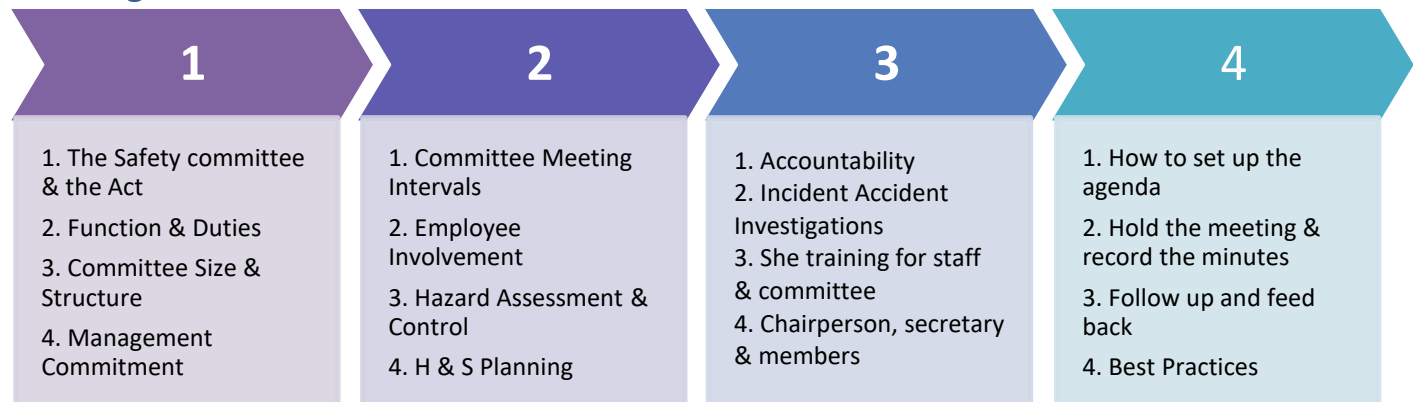 1
1. The Safety committee
& the Act
2. Function & Duties
3. Committee Size &
Structure
4. Management
Commitment
2
1. Committee Meeting
Intervals
2. Employee
Involvement
3. Hazard Assessment &
Control
4. H & S Planning
3
1. Accountability
2. Incident Accident
Investigations
3. She training for staff
& committee
4. Chairperson, secretary
& members
4
1. How to set up the
agenda
2. Hold the meeting &
record the minutes
3. Follow up and feed
back
4. Best Practices